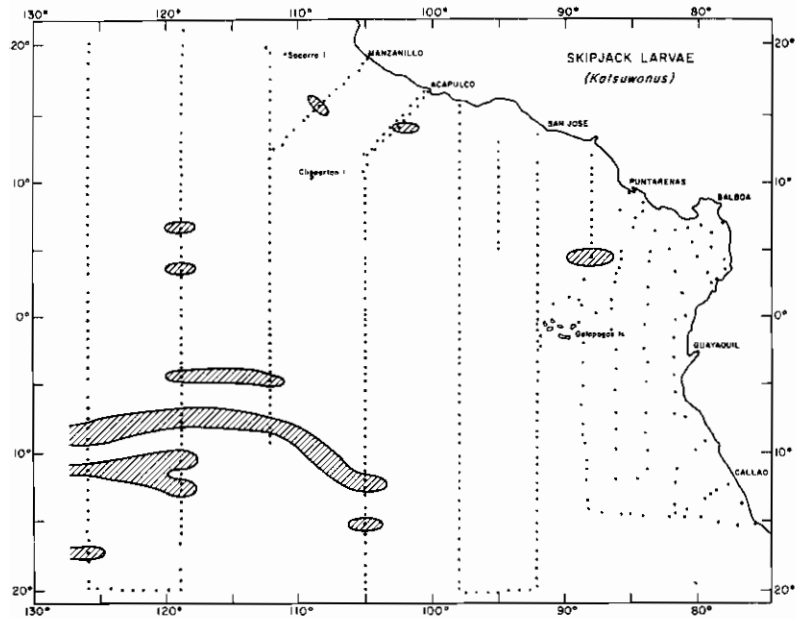 130° 120° 110° 100° 90° 80°
20° 20°
SKIPJACK LARVAE
(Katsuwonus)
Socorro I
MANZANILLO
ACAPULCO
SAN JOSE
Clipperton I
10° 10°
PUNTARENAS
BALBOA
0° 0°
Galapagos Is.
GUAYAQUIL
10° 10°
CALLAO
20° 20°
130° 120° 110° 100° 90° 80°